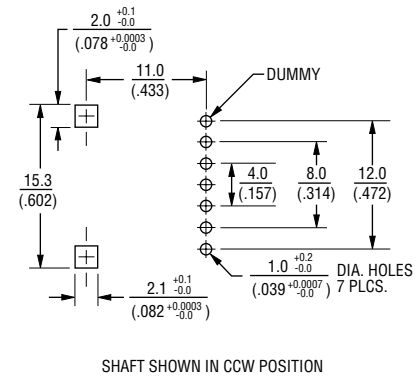 2.0 +0.1 -0.0
(.078 +0.0003 -0.0 )
11.0
(.433)
DUMMY
15.3
(.602)
4.0
(.157)
8.0
(.314)
12.0
(.472)
1.0 +0.2 -0.0 DIA. HOLES
(.039 +0.0007 -0.0 ) 7 PLCS.
2.1 +0.1 -0.0
(.082 +0.0003 -0.0 )
SHAFT SHOWN IN CCW POSITION